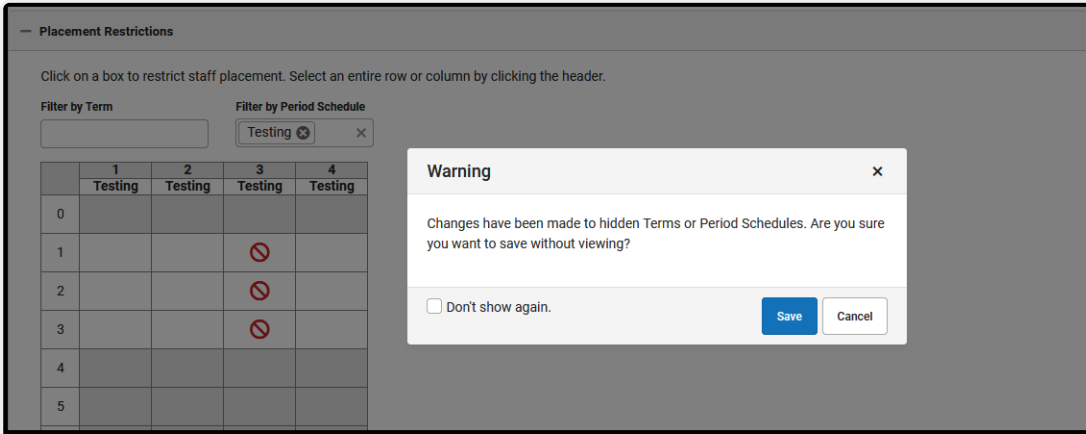 Placement Restrictions
Click on a box to restrict staff placement. Select an entire row or column by clicking the header.
Filter by Term Filter by Period Schedule
Testing
1 2 3 4
Testing Testing Testing Testing
0
1
2
3
4
5
Warning
Changes have been made to hidden Terms or Period Schedules. Are you sure
you want to save without viewing?
Don't show again.
Save Cancel